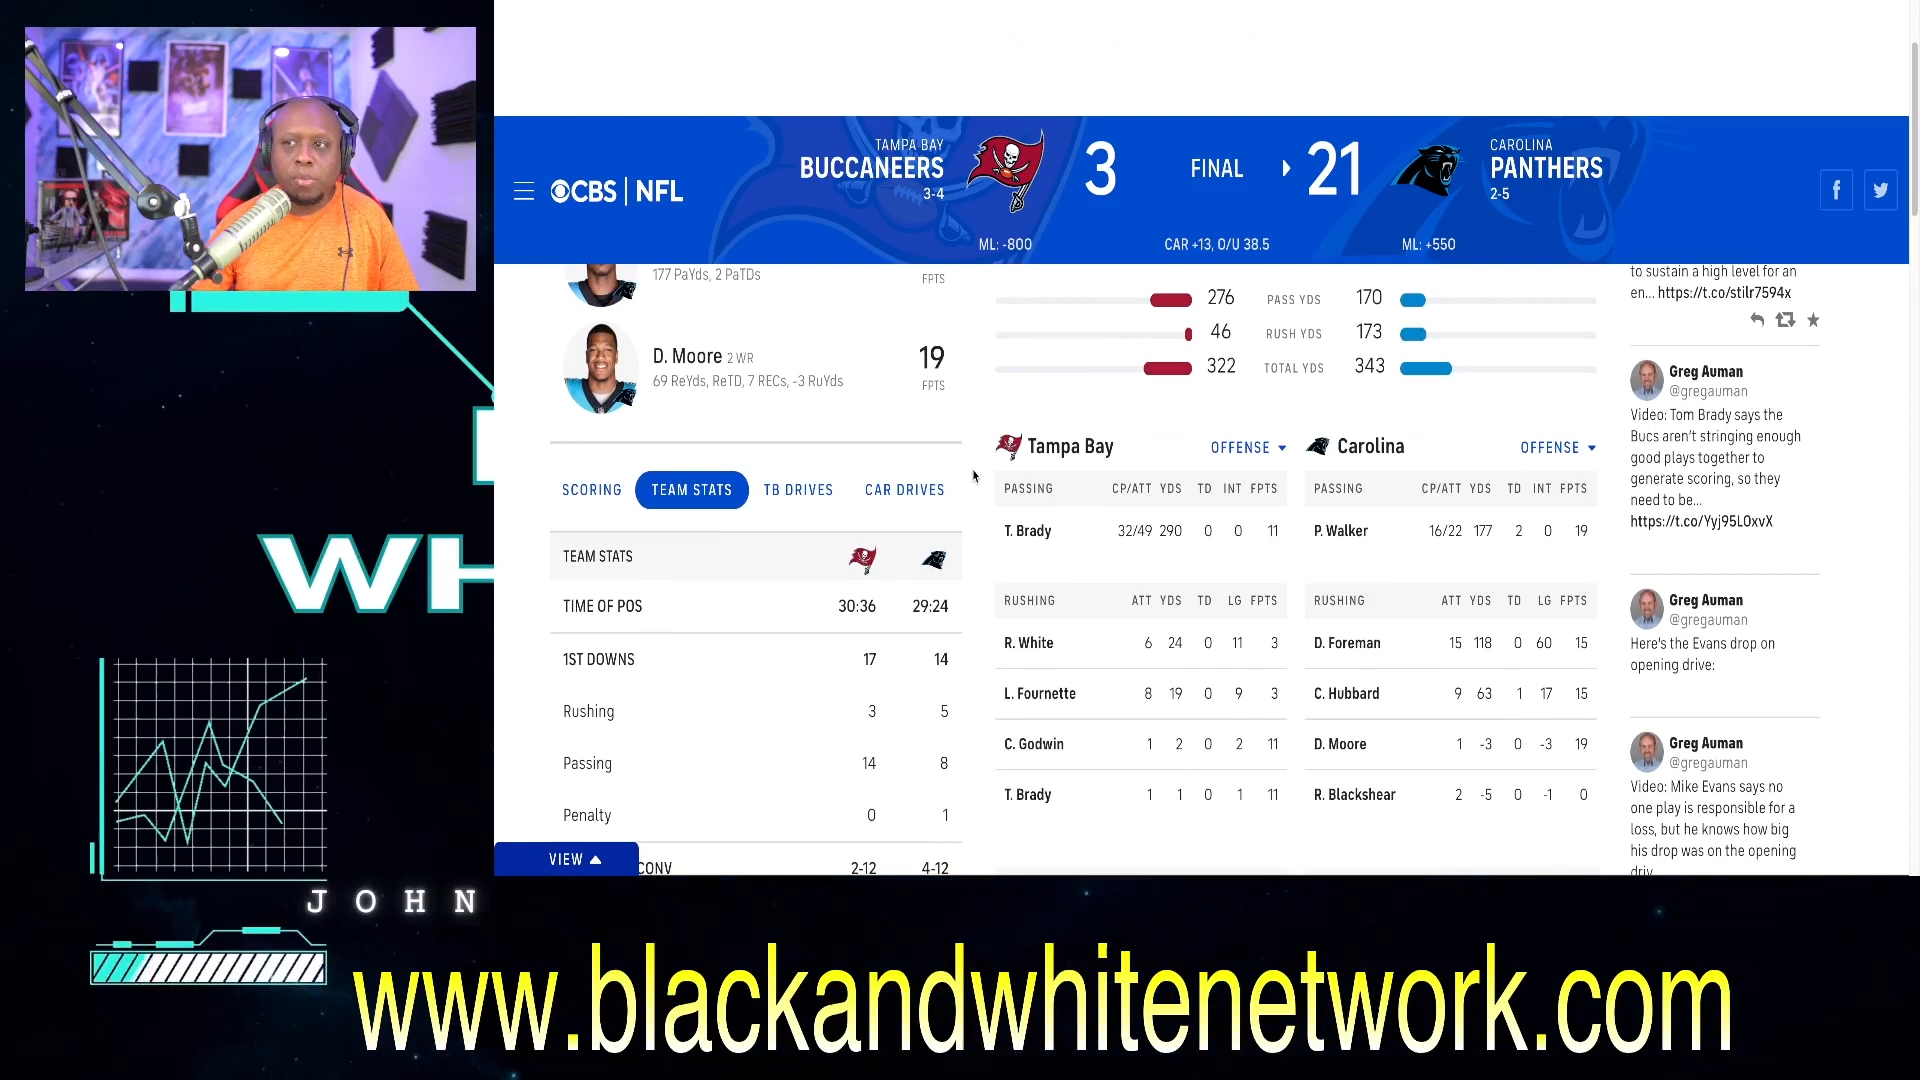 TAMPA BAY
BUCCANEERS
3-4
3
FINAL
21
CAROLINA
PANTHERS
2-5
CBS | NFL
ML: -800
CAR +13, O/U 38.5
ML: +550
177 PaYds, 2 PaTDs
FPTS
D. Moore 2 WR
69 ReYds, ReTD, 7 RECs, -3 RuYds
19
FPTS
276 PASS YDS 170
46 RUSH YDS 173
322 TOTAL YDS 343
SCORING TEAM STATS TB DRIVES CAR DRIVES
TEAM STATS
TIME OF POS 30:36 29:24
1ST DOWNS 17 14
Rushing 3 5
Passing 14 8
Penalty 0 1
CONV 2-12 4-12
VIEW
Tampa Bay OFFENSE
PASSING CP/ATT YDS TD INT FPTS
T. Brady 32/49 290 0 0 11
RUSHING ATT YDS TD LG FPTS
R. White 6 24 0 11 3
L. Fournette 8 19 0 9 3
C. Godwin 1 2 0 2 11
T. Brady 1 1 0 1 11
Carolina OFFENSE
PASSING CP/ATT YDS TD INT FPTS
P. Walker 16/22 177 2 0 19
RUSHING ATT YDS TD LG FPTS
D. Foreman 15 118 0 60 15
C. Hubbard 9 63 1 17 15
D. Moore 1 -3 0 -3 19
R. Blackshear 2 -5 0 -1 0
to sustain a high level for an
en... https://t.co/stilr7594x
Greg Auman
@gregauman
Video: Tom Brady says the
Bucs aren't stringing enough
good plays together to
generate scoring, so they
need to be...
https://t.co/Yyj95LOxvX
Greg Auman
@gregauman
Here's the Evans drop on
opening drive:
Greg Auman
@gregauman
Video: Mike Evans says no
one play is responsible for a
loss, but he knows how big
his drop was on the opening
driv
WH
JOHN
www.blackandwhitenetwork.com